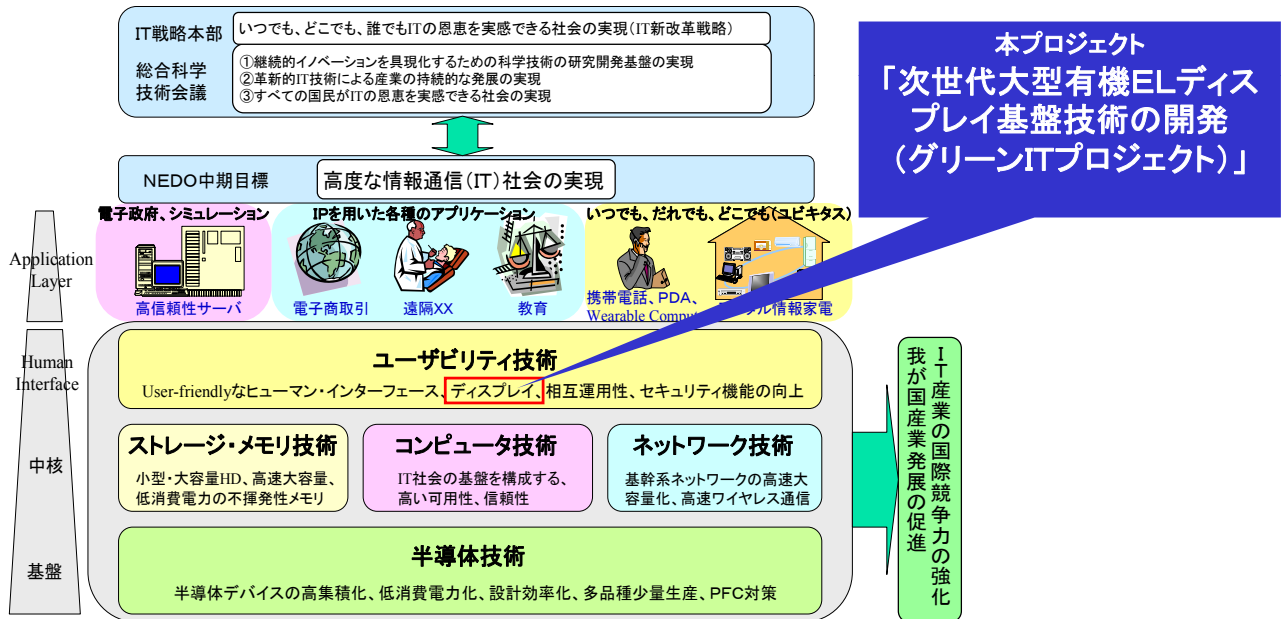 IT戦略本部
いつでも、どこでも、誰でもITの恩恵を実感できる社会の実現(IT新改革戦略)
総合科学
技術会議
①継続的イノベーションを具現化するための科学技術の研究開発基盤の実現
②革新的IT技術による産業の持続的な発展の実現
③すべての国民がITの恩恵を実感できる社会の実現
本プロジェクト
「次世代大型有機ELディス
プレイ基盤技術の開発
(グリーンITプロジェクト)」
NEDO中期目標
高度な情報通信(IT)社会の実現
Application
Layer
電子政府、シミュレーション
高信頼性サーバ
IPを用いた各種のアプリケーション
電子商取引
遠隔XX
教育
いつでも、だれでも、どこでも(ユビキタス)
携帯電話、PDA、
Wearable Comput
タル情報家電
Human
Interface
ユーザビリティ技術
User-friendlyなヒューマン・インターフェース、ディスプレイ、相互運用性、セキュリティ機能の向上
中核
ストレージ・メモリ技術
小型・大容量HD、高速大容量、
低消費電力の不揮発性メモリ
コンピュータ技術
IT社会の基盤を構成する、
高い可用性、信頼性
ネットワーク技術
基幹系ネットワークの高速大
容量化、高速ワイヤレス通信
基盤
半導体技術
半導体デバイスの高集積化、低消費電力化、設計効率化、多品種少量生産、PFC対策
IT産業の国際競争力の強化
我が国産業発展の促進